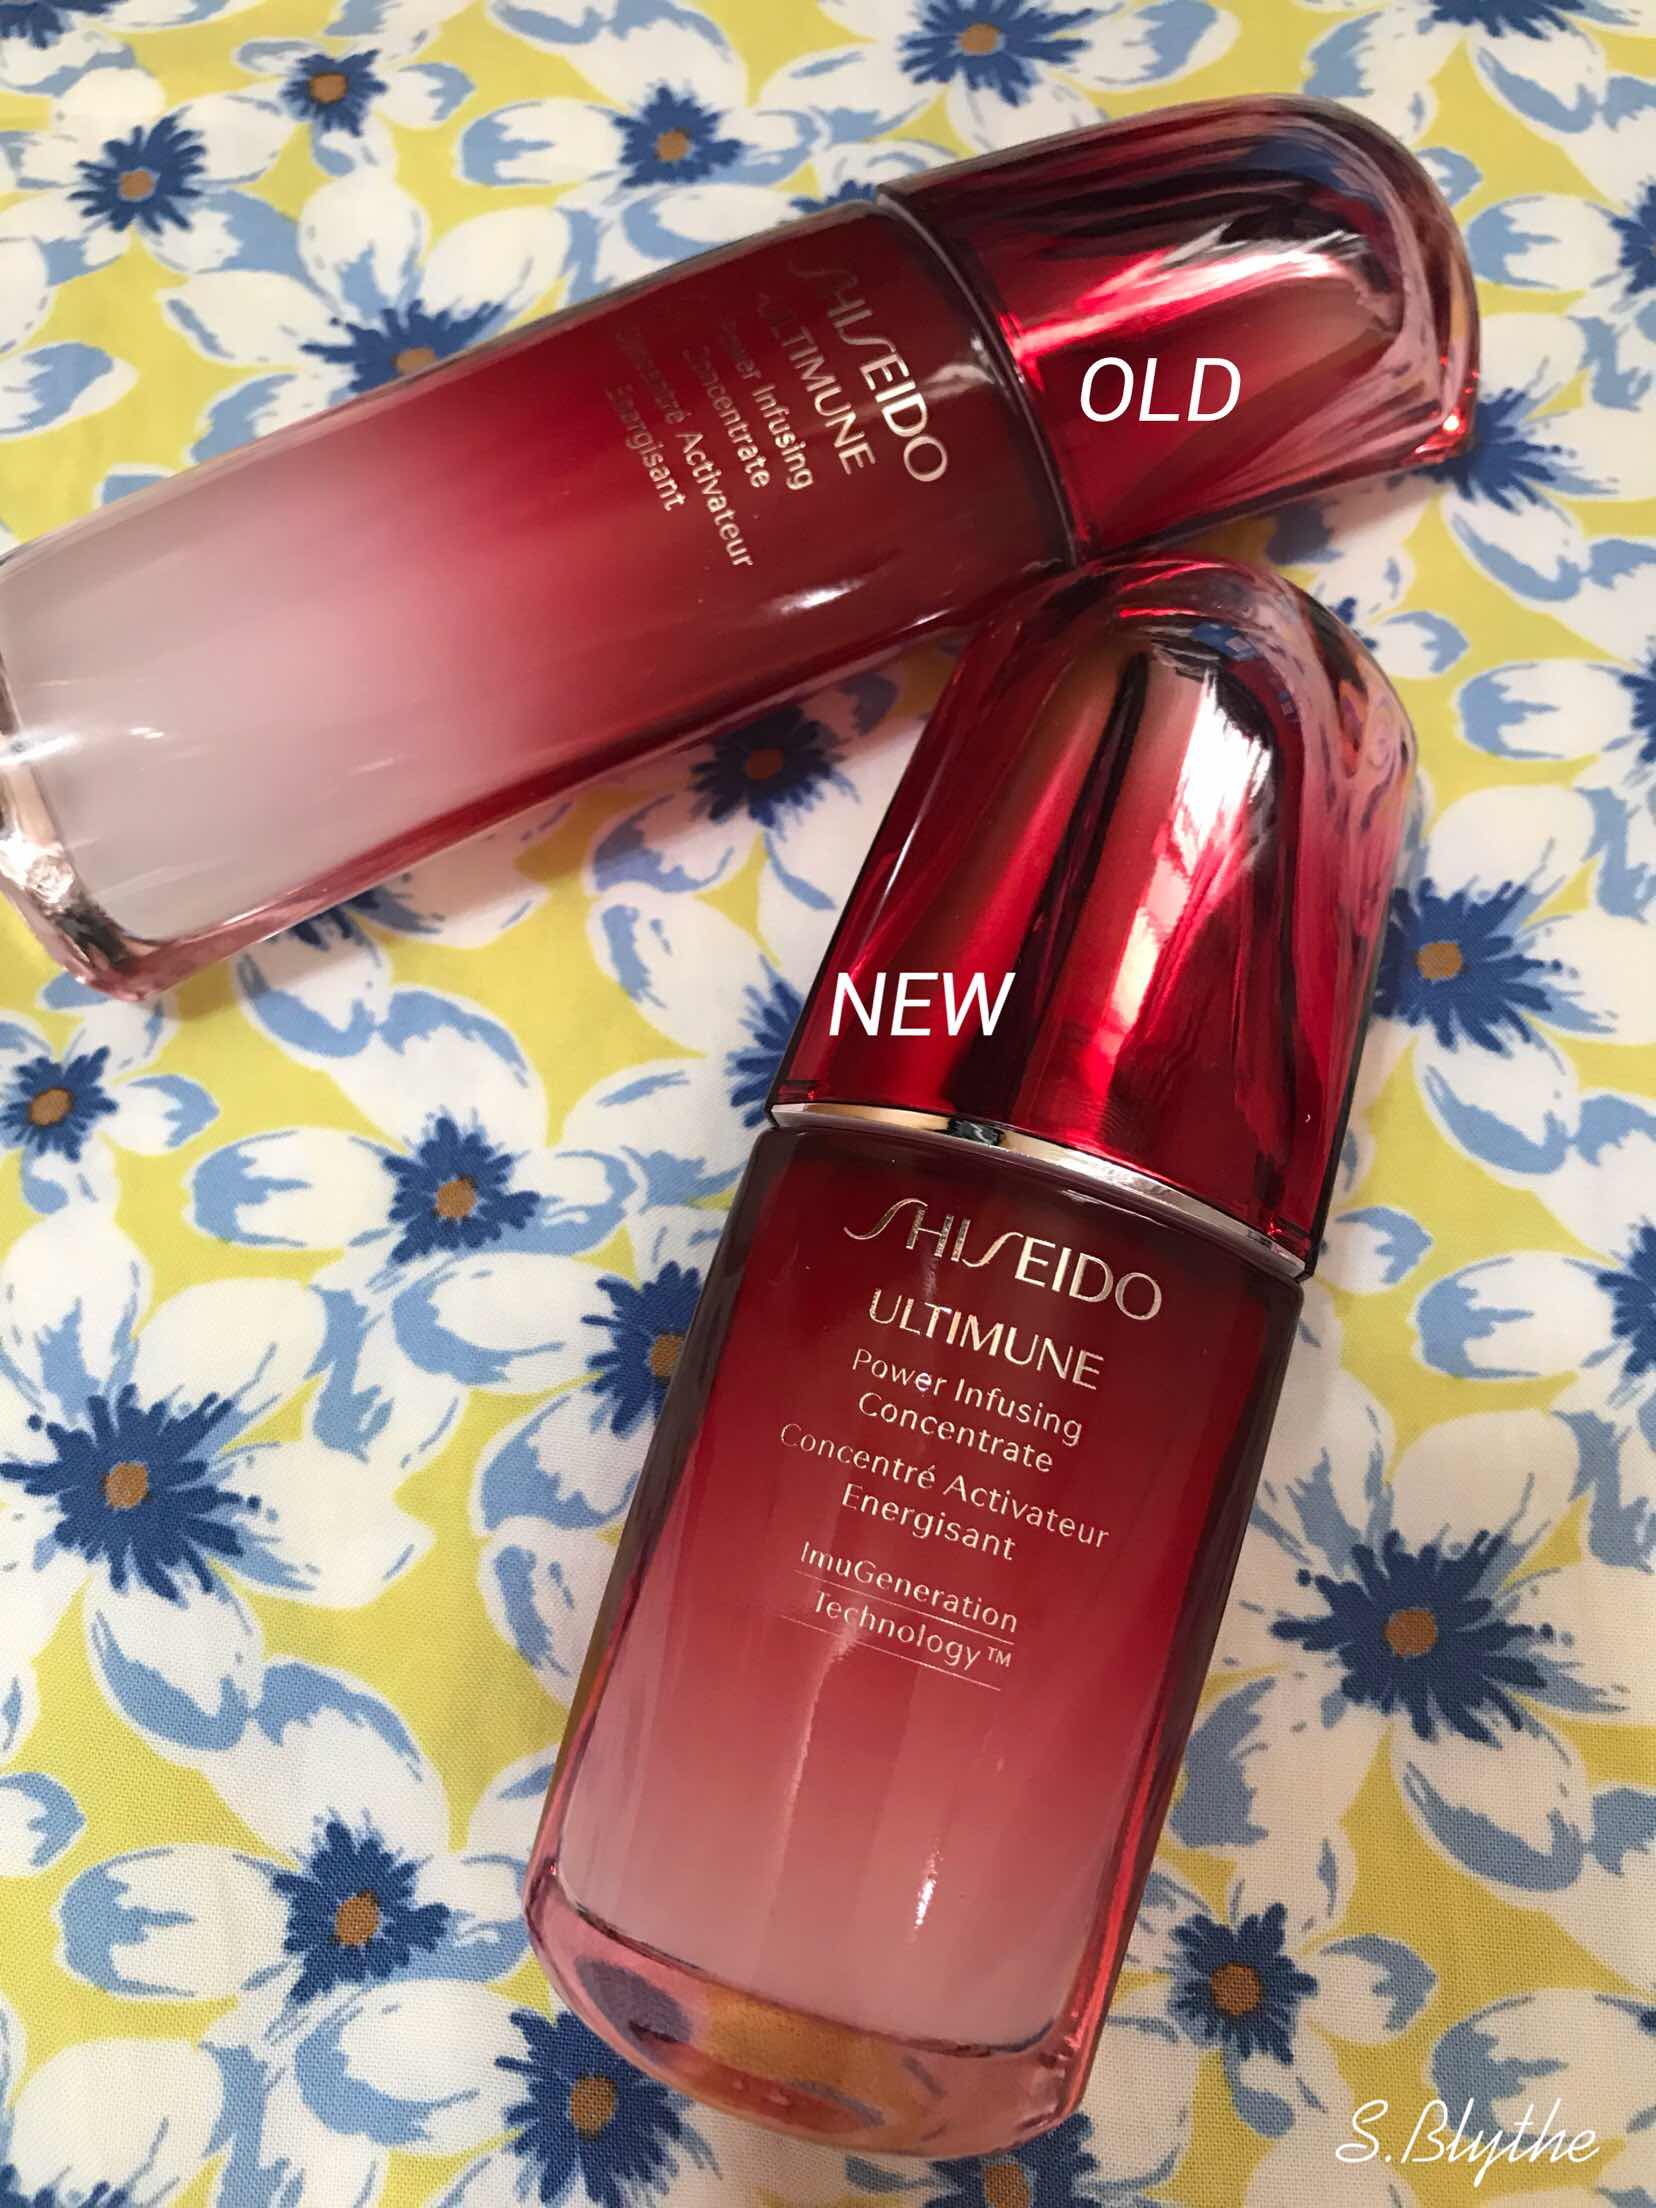 SHISEIDO
ULTIMUNE
Power Infusing
Concentrate
Concentré Activateur
Energisant
OLD
NEW
SHISEIDO
ULTIMUNE
Power Infusing
Concentrate
Concentré Activateur
Energisant
ImuGeneration
Technology™
S.Blythe